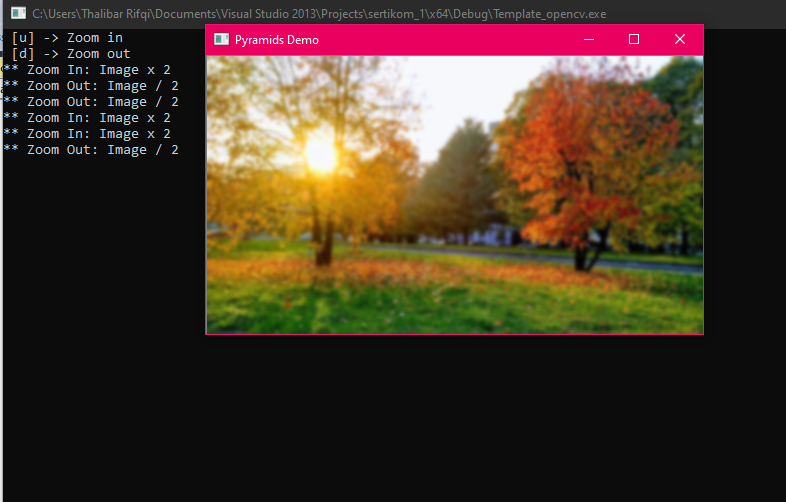 C:\Users\Thalibar Rifqi\Documents\Visual Studio 2013\Projects\sertikom_1\x64\Debug\Template_opencv.exe
[u] -> Zoom in
[d] -> Zoom out
** Zoom In: Image x 2
** Zoom Out: Image / 2
** Zoom Out: Image / 2
** Zoom In: Image x 2
** Zoom In: Image x 2
** Zoom Out: Image / 2
Pyramids Demo